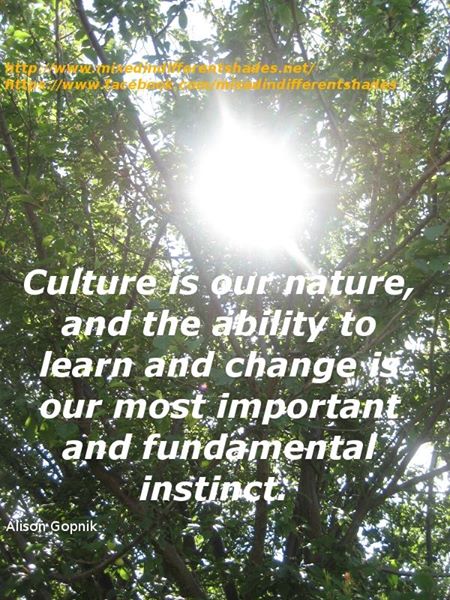 http://www.mixedindifferentshades.net/
https://www.facebook.com/mixedindifferentshades
Culture is our nature,
and the ability to
learn and change is
our most important
and fundamental
instinct.
Alison Gopnik